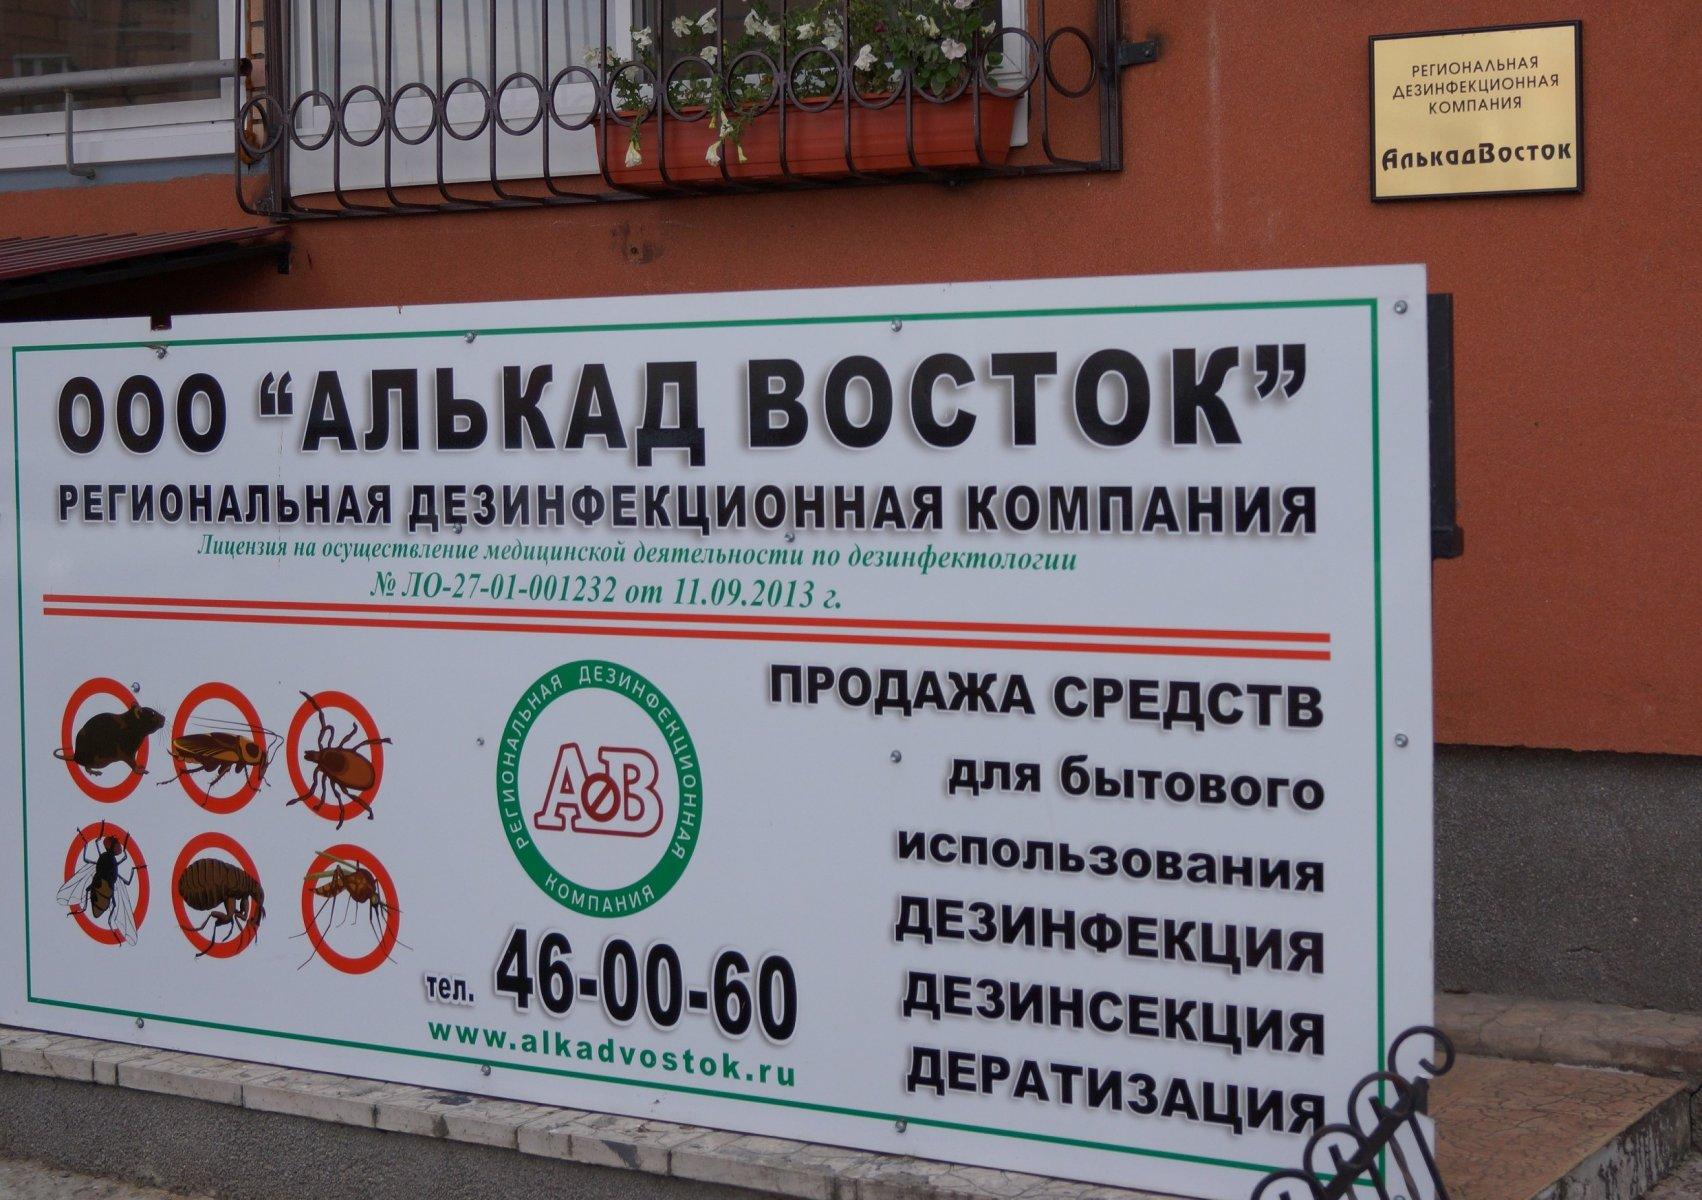 РЕГИОНАЛЬНАЯ
ДЕЗИНФЕКЦИОННАЯ
КОМПАНИЯ
АлькадВосток
ООО “АЛЬКАД ВОСТОК”
РЕГИОНАЛЬНАЯ ДЕЗИНФЕКЦИОННАЯ КОМПАНИЯ
Лицензия на осуществление медицинской деятельности по дезинфектологии
№ ЛО-27-01-001232 от 11.09.2013 г.
РЕГИОНАЛЬНАЯ ДЕЗИНФЕКЦИОННАЯ
КОМПАНИЯ
АВ
тел. 46-00-60
www.alkadvostok.ru
ПРОДАЖА СРЕДСТВ
для бытового
использования
ДЕЗИНФЕКЦИЯ
ДЕЗИНСЕКЦИЯ
ДЕРАТИЗАЦИЯ